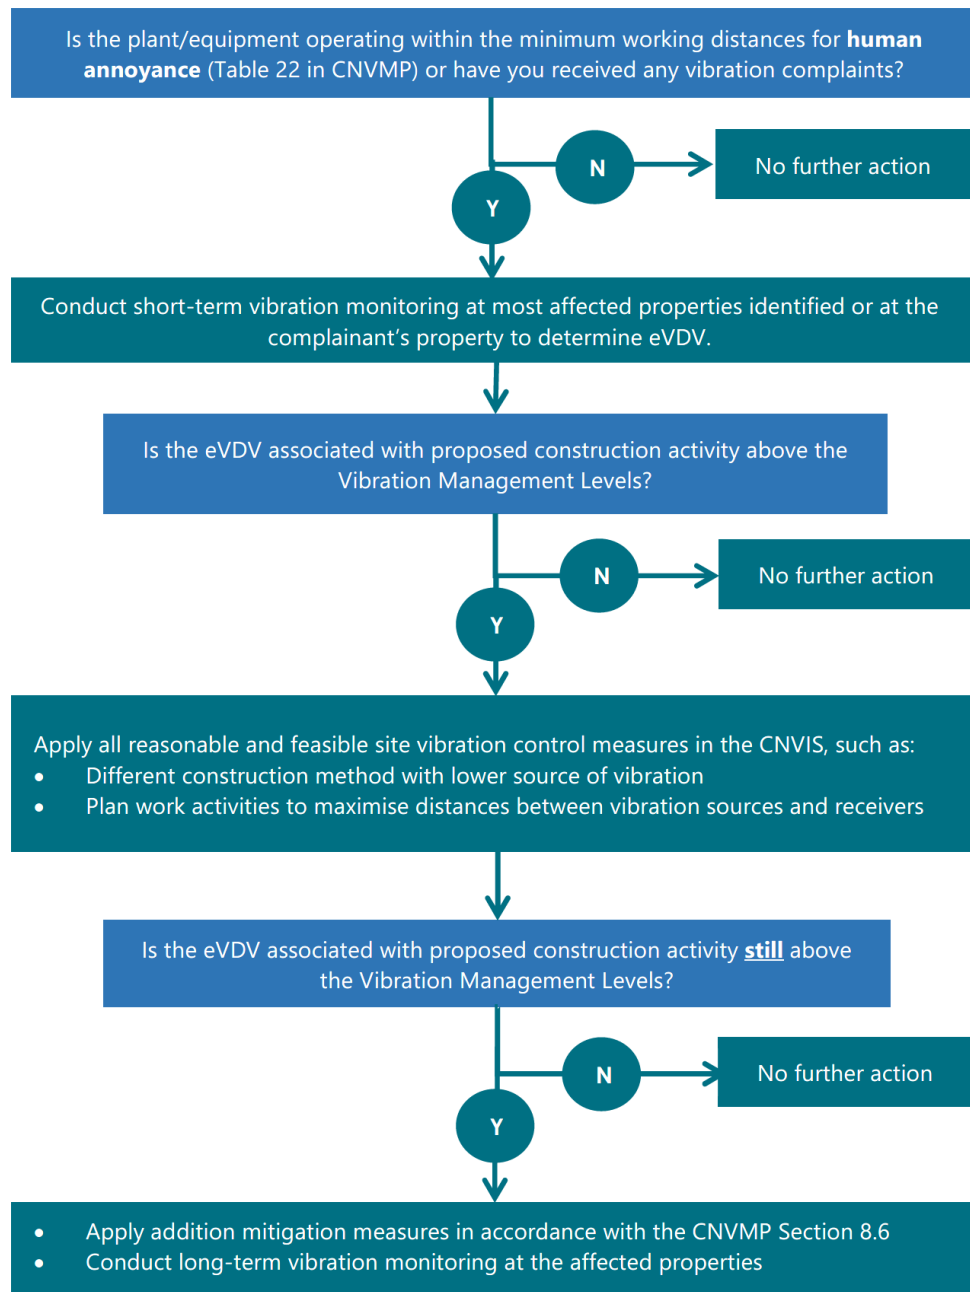 Is the plant/equipment operating within the minimum working distances for human
annoyance (Table 22 in CNVMP) or have you received any vibration complaints?
N
No further action
Y
Conduct short-term vibration monitoring at most affected properties identified or at the
complainant’s property to determine eVDV.
Is the eVDV associated with proposed construction activity above the
Vibration Management Levels?
N
No further action
Y
Apply all reasonable and feasible site vibration control measures in the CNVIS, such as:
• Different construction method with lower source of vibration
• Plan work activities to maximise distances between vibration sources and receivers
Is the eVDV associated with proposed construction activity still above
the Vibration Management Levels?
N
No further action
Y
• Apply addition mitigation measures in accordance with the CNVMP Section 8.6
• Conduct long-term vibration monitoring at the affected properties